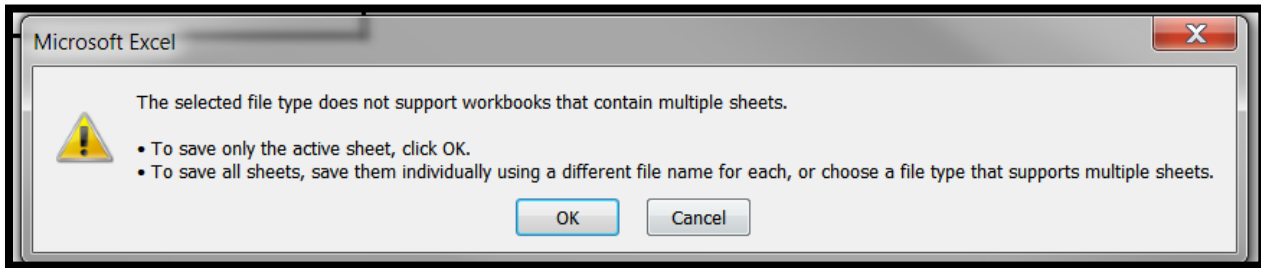 Microsoft Excel
The selected file type does not support workbooks that contain multiple sheets.
• To save only the active sheet, click OK.
• To save all sheets, save them individually using a different file name for each, or choose a file type that supports multiple sheets.
OK
Cancel